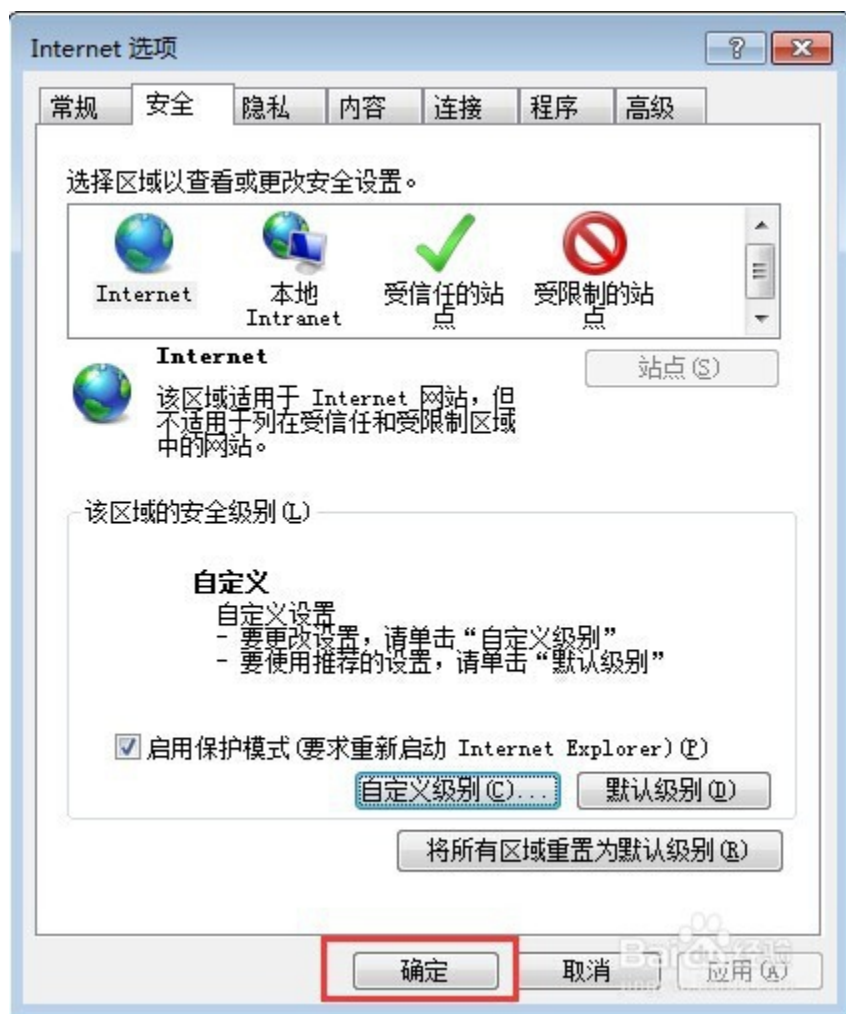 Internet 选项
常规 安全 隐私 内容 连接 程序 高级
选择区域以查看或更改安全设置。
Internet
本地
Intranet
受信任的站
点
受限制的站
点
Internet
站点(S)
该区域适用于 Internet 网站，但
不适用于列在受信任和受限制区域
中的网站。
该区域的安全级别(L)
自定义
自定义设置
- 要更改设置，请单击“自定义级别”
- 要使用推荐的设置，请单击“默认级别”
启用保护模式(要求重新启动 Internet Explorer)(P)
自定义级别(C)...
默认级别(D)
将所有区域重置为默认级别(R)
确定
取消
应用(A)
Baidu经验